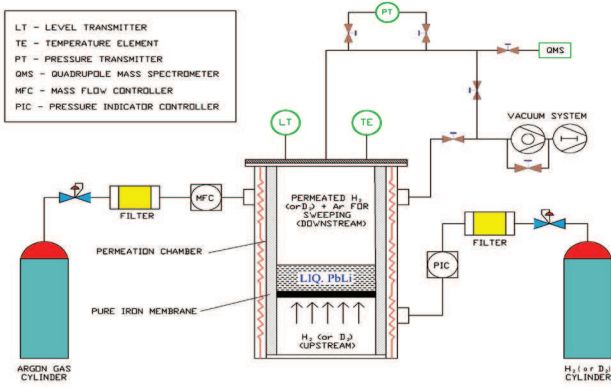 LT - LEVEL TRANSMITTER
TE - TEMPERATURE ELEMENT
PT - PRESSURE TRANSMITTER
QMS - QUADRUPOLE MASS SPECTROMETER
MFC - MASS FLOW CONTROLLER
PIC - PRESSURE INDICATOR CONTROLLER
PT
QMS
LT
TE
VACUUM SYSTEM
FILTER
MFC
PERMEATED H₂
(orD₂) + Ar FOR
SWEEPING
(DOWNSTREAM)
FILTER
PERMEATION CHAMBER
PIC
LIQ. PbLi
PURE IRON MEMBRANE
H₂ (or D₂)
(UPSTREAM)
ARGON GAS
CYLINDER
H₂(or D₂)
CYLINDER